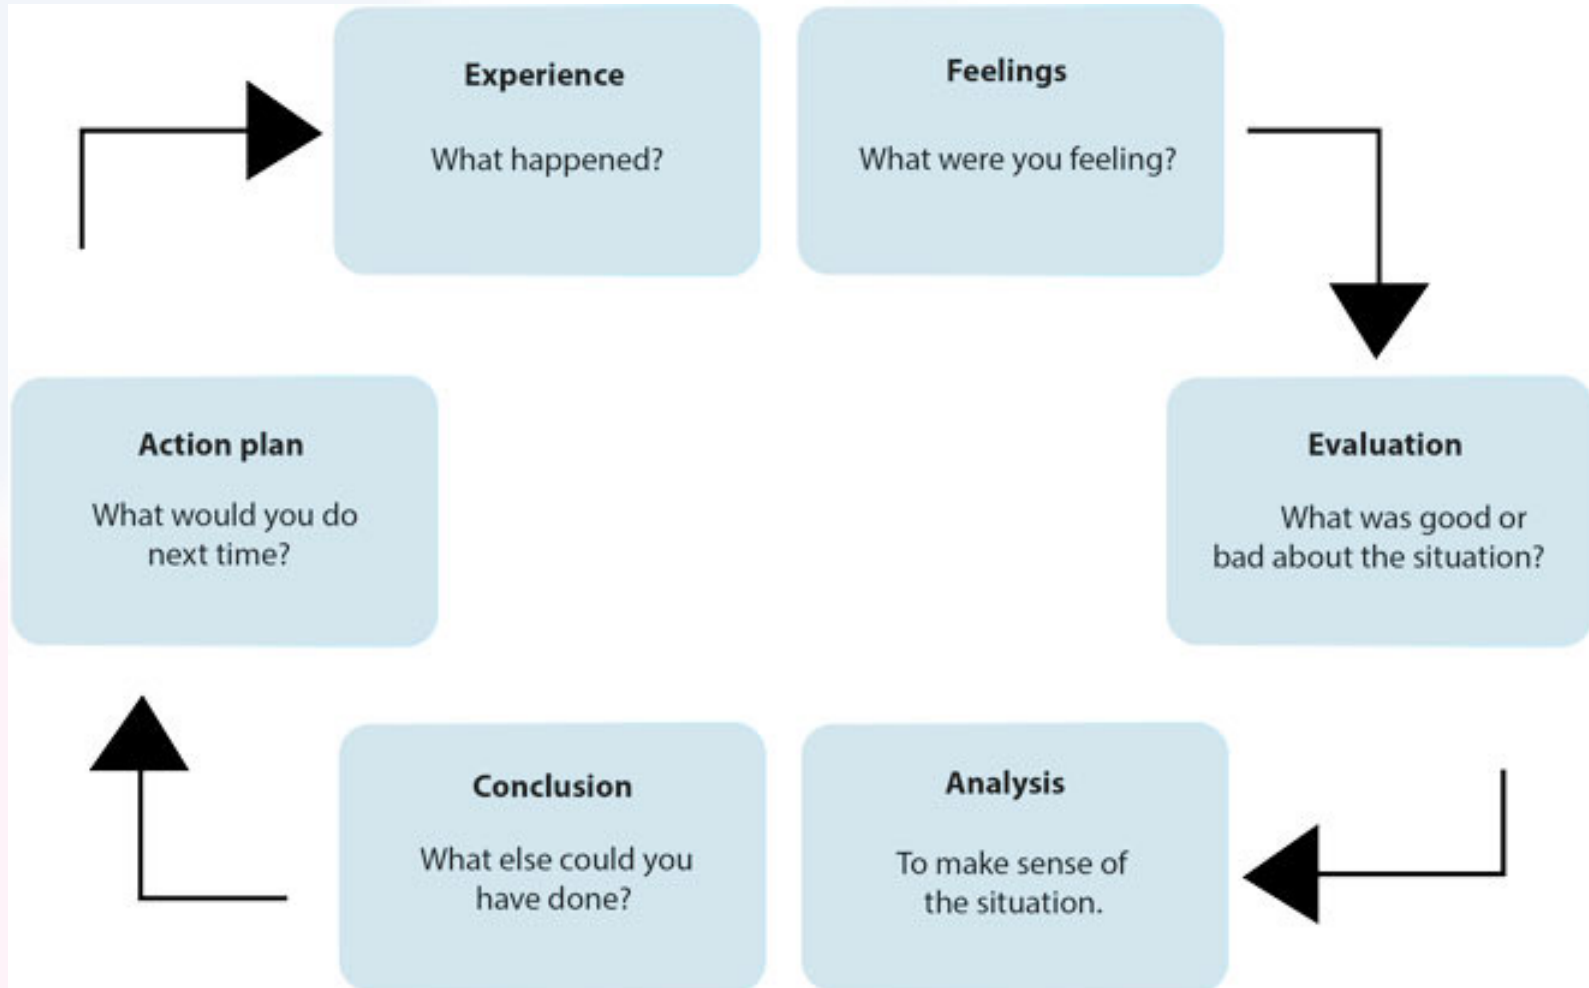 Experience
What happened?
Feelings
What were you feeling?
Evaluation
What was good or
bad about the situation?
Analysis
To make sense of
the situation.
Conclusion
What else could you
have done?
Action plan
What would you do
next time?